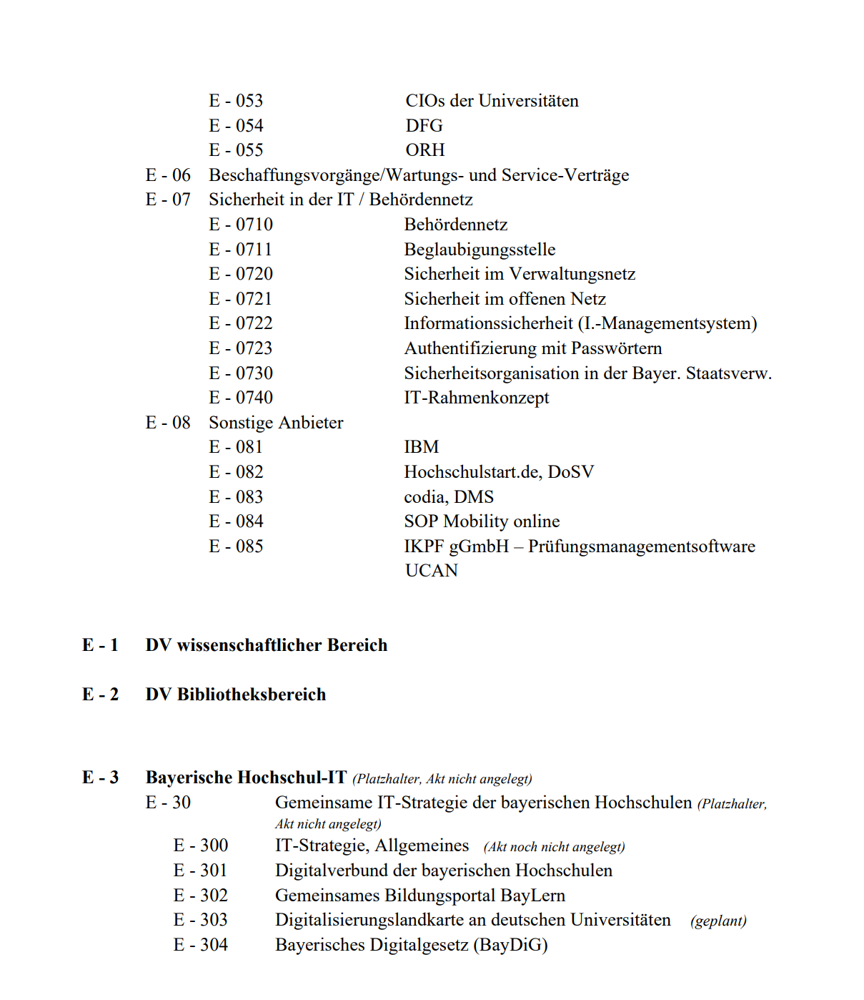 E - 053 CIOs der Universitäten
E - 054 DFG
E - 055 ORH
E - 06 Beschaffungsvorgänge/Wartungs- und Service-Verträge
E - 07 Sicherheit in der IT / Behördennetz
E - 0710 Behördennetz
E - 0711 Beglaubigungsstelle
E - 0720 Sicherheit im Verwaltungsnetz
E - 0721 Sicherheit im offenen Netz
E - 0722 Informationssicherheit (I.-Managementsystem)
E - 0723 Authentifizierung mit Passwörtern
E - 0730 Sicherheitsorganisation in der Bayer. Staatsverw.
E - 0740 IT-Rahmenkonzept
E - 08 Sonstige Anbieter
E - 081 IBM
E - 082 Hochschulstart.de, DoSV
E - 083 codia, DMS
E - 084 SOP Mobility online
E - 085 IKPF gGmbH – Prüfungsmanagementsoftware
UCAN
E - 1 DV wissenschaftlicher Bereich
E - 2 DV Bibliotheksbereich
E - 3 Bayerische Hochschul-IT (Platzhalter, Akt nicht angelegt)
E - 30 Gemeinsame IT-Strategie der bayerischen Hochschulen (Platzhalter,
Akt nicht angelegt)
E - 300 IT-Strategie, Allgemeines (Akt noch nicht angelegt)
E - 301 Digitalverbund der bayerischen Hochschulen
E - 302 Gemeinsames Bildungsportal BayLern
E - 303 Digitalisierungslandkarte an deutschen Universitäten (geplant)
E - 304 Bayerisches Digitalgesetz (BayDiG)